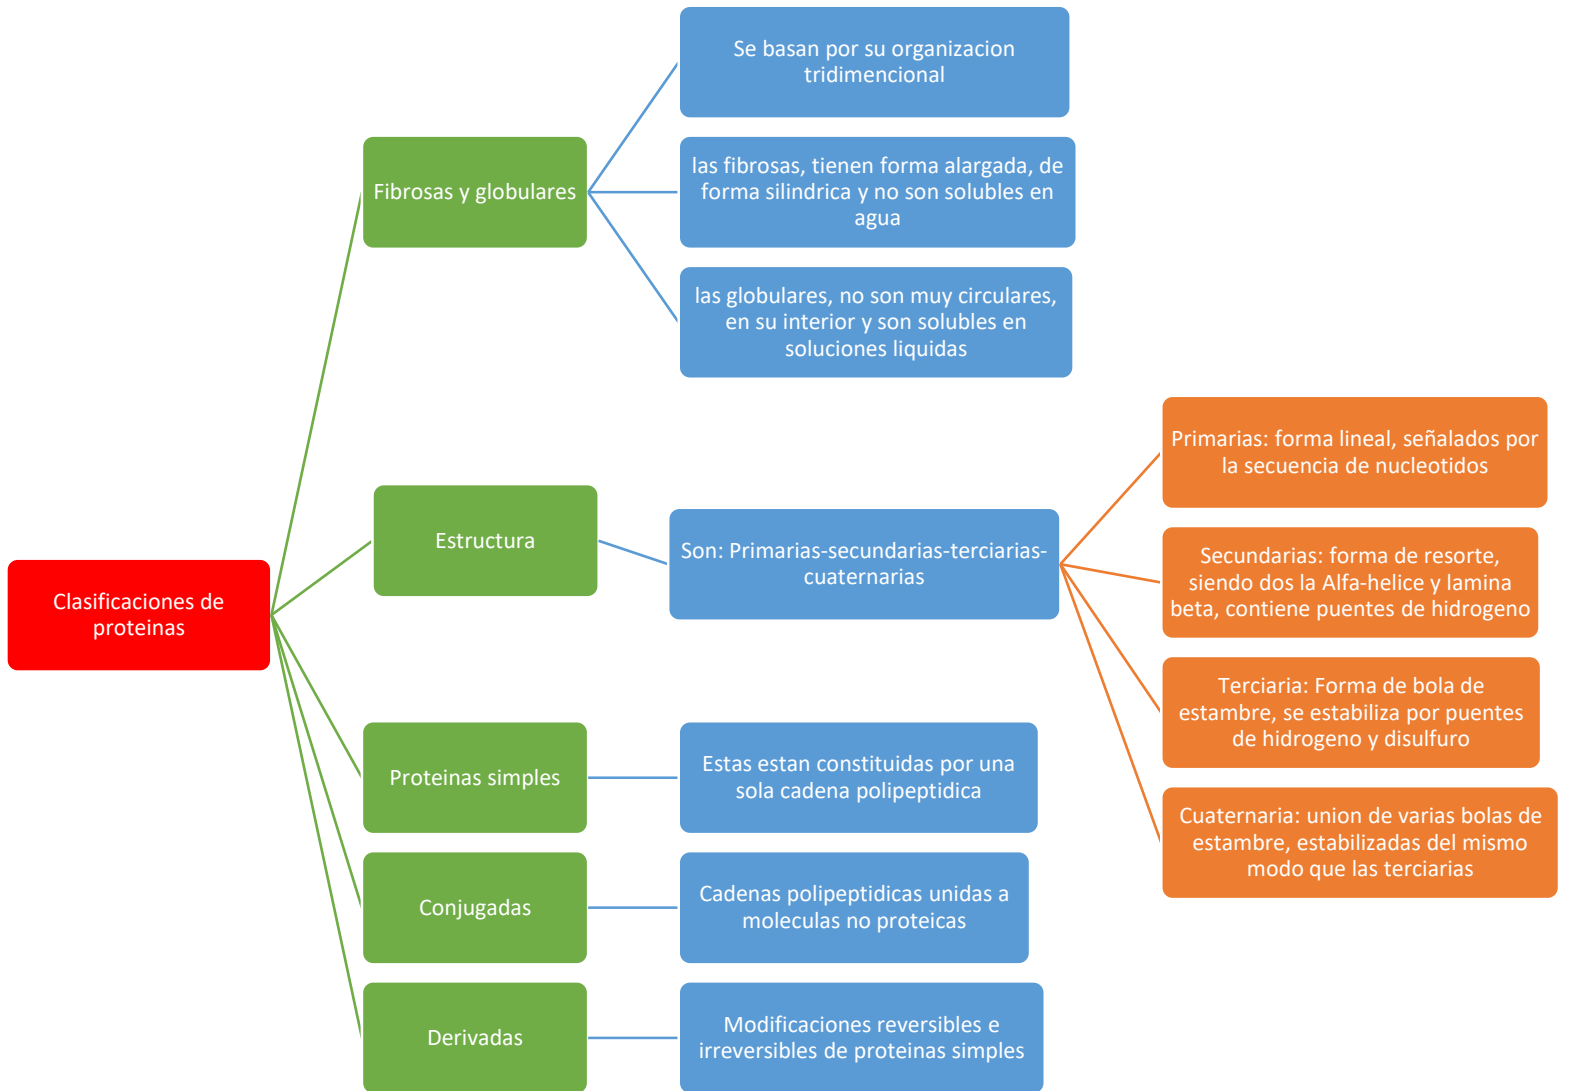 Clasificaciones de
proteinas
Fibrosas y globulares
Se basan por su organizacion
tridimencional
las fibrosas, tienen forma alargada, de
forma silindrica y no son solubles en
agua
las globulares, no son muy circulares,
en su interior y son solubles en
soluciones liquidas
Estructura
Son: Primarias-secundarias-terciarias-
cuaternarias
Primarias: forma lineal, señalados por
la secuencia de nucleotidos
Secundarias: forma de resorte,
siendo dos la Alfa-helice y lamina
beta, contiene puentes de hidrogeno
Terciaria: Forma de bola de
estambre, se estabiliza por puentes
de hidrogeno y disulfuro
Cuaternaria: union de varias bolas de
estambre, estabilizadas del mismo
modo que las terciarias
Proteinas simples
Estas estan constituidas por una
sola cadena polipeptidica
Conjugadas
Cadenas polipeptidicas unidas a
moleculas no proteicas
Derivadas
Modificaciones reversibles e
irreversibles de proteinas simples